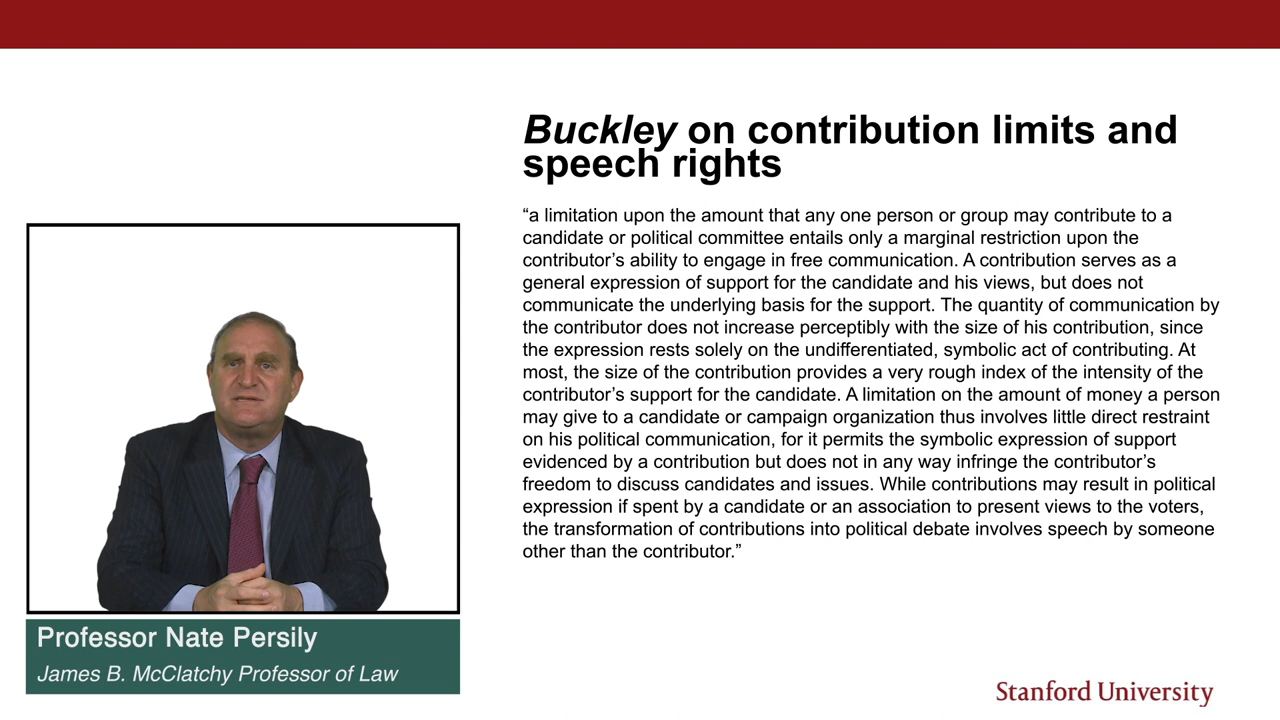 Buckley on contribution limits and
speech rights
“a limitation upon the amount that any one person or group may contribute to a
candidate or political committee entails only a marginal restriction upon the
contributor’s ability to engage in free communication. A contribution serves as a
general expression of support for the candidate and his views, but does not
communicate the underlying basis for the support. The quantity of communication by
the contributor does not increase perceptibly with the size of his contribution, since
the expression rests solely on the undifferentiated, symbolic act of contributing. At
most, the size of the contribution provides a very rough index of the intensity of the
contributor’s support for the candidate. A limitation on the amount of money a person
may give to a candidate or campaign organization thus involves little direct restraint
on his political communication, for it permits the symbolic expression of support
evidenced by a contribution but does not in any way infringe the contributor’s
freedom to discuss candidates and issues. While contributions may result in political
expression if spent by a candidate or an association to present views to the voters,
the transformation of contributions into political debate involves speech by someone
other than the contributor.”
Professor Nate Persily
James B. McClatchy Professor of Law
Stanford University